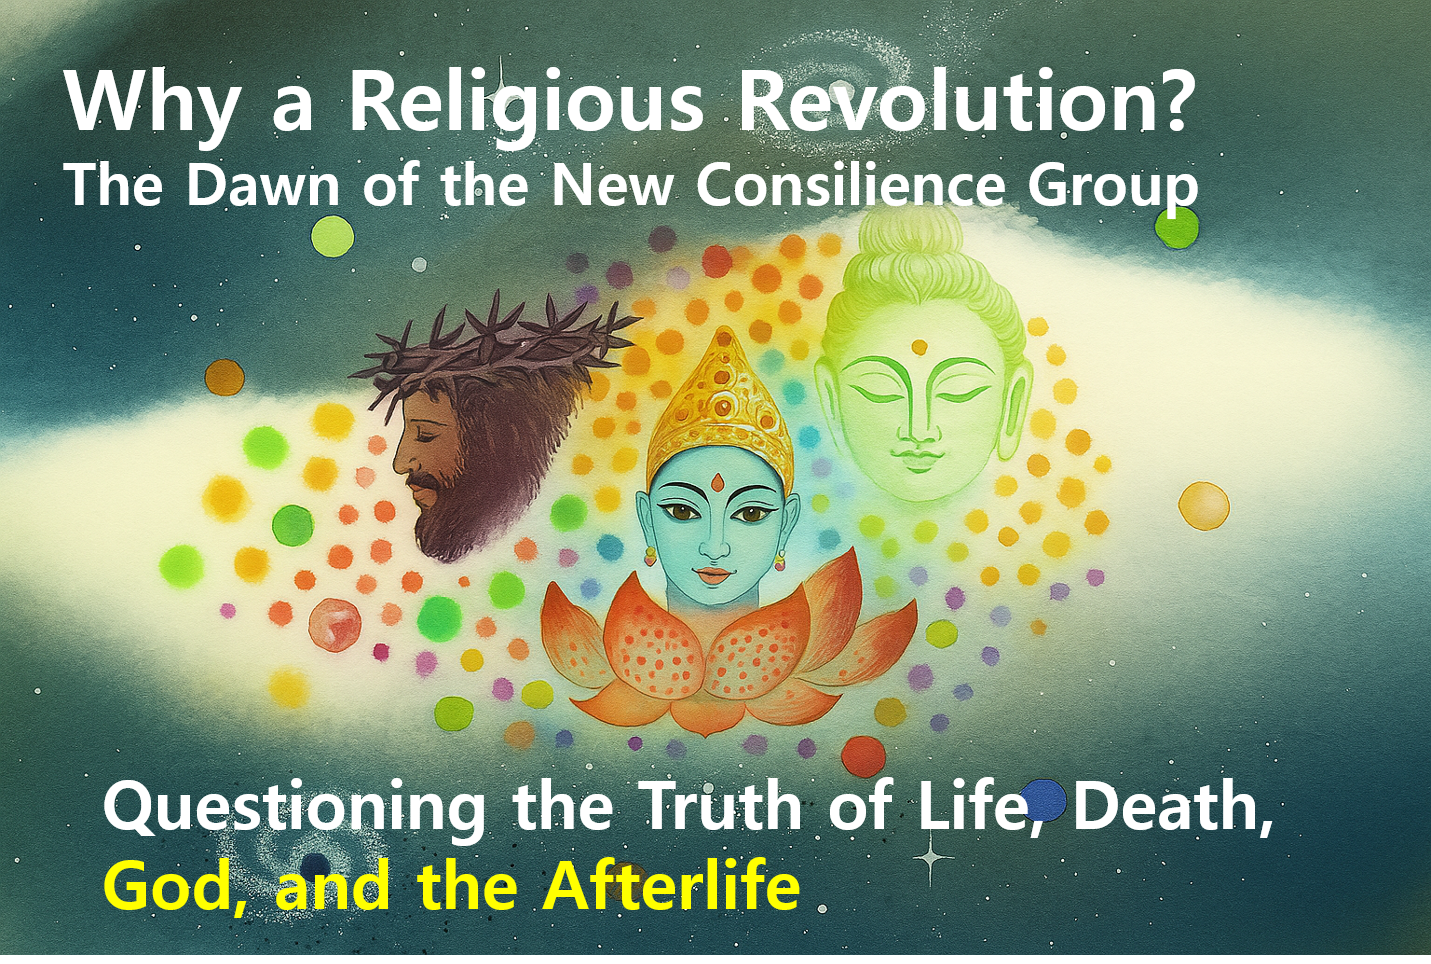 Why a Religious Revolution?
The Dawn of the New Consilience Group
Questioning the Truth of Life, Death,
God, and the Afterlife